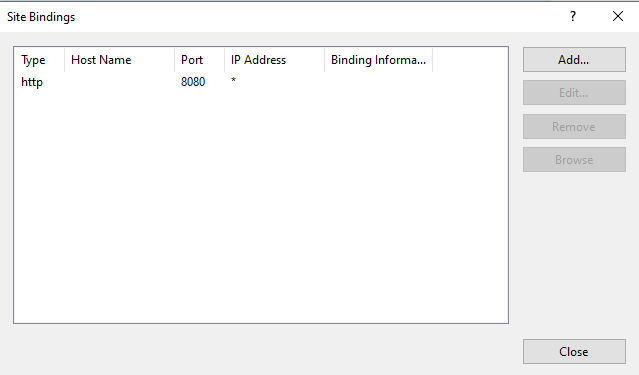 Site Bindings ? ✕
Type Host Name Port IP Address Binding Informa... Add...
http 8080 *
Edit...
Remove
Browse
Close